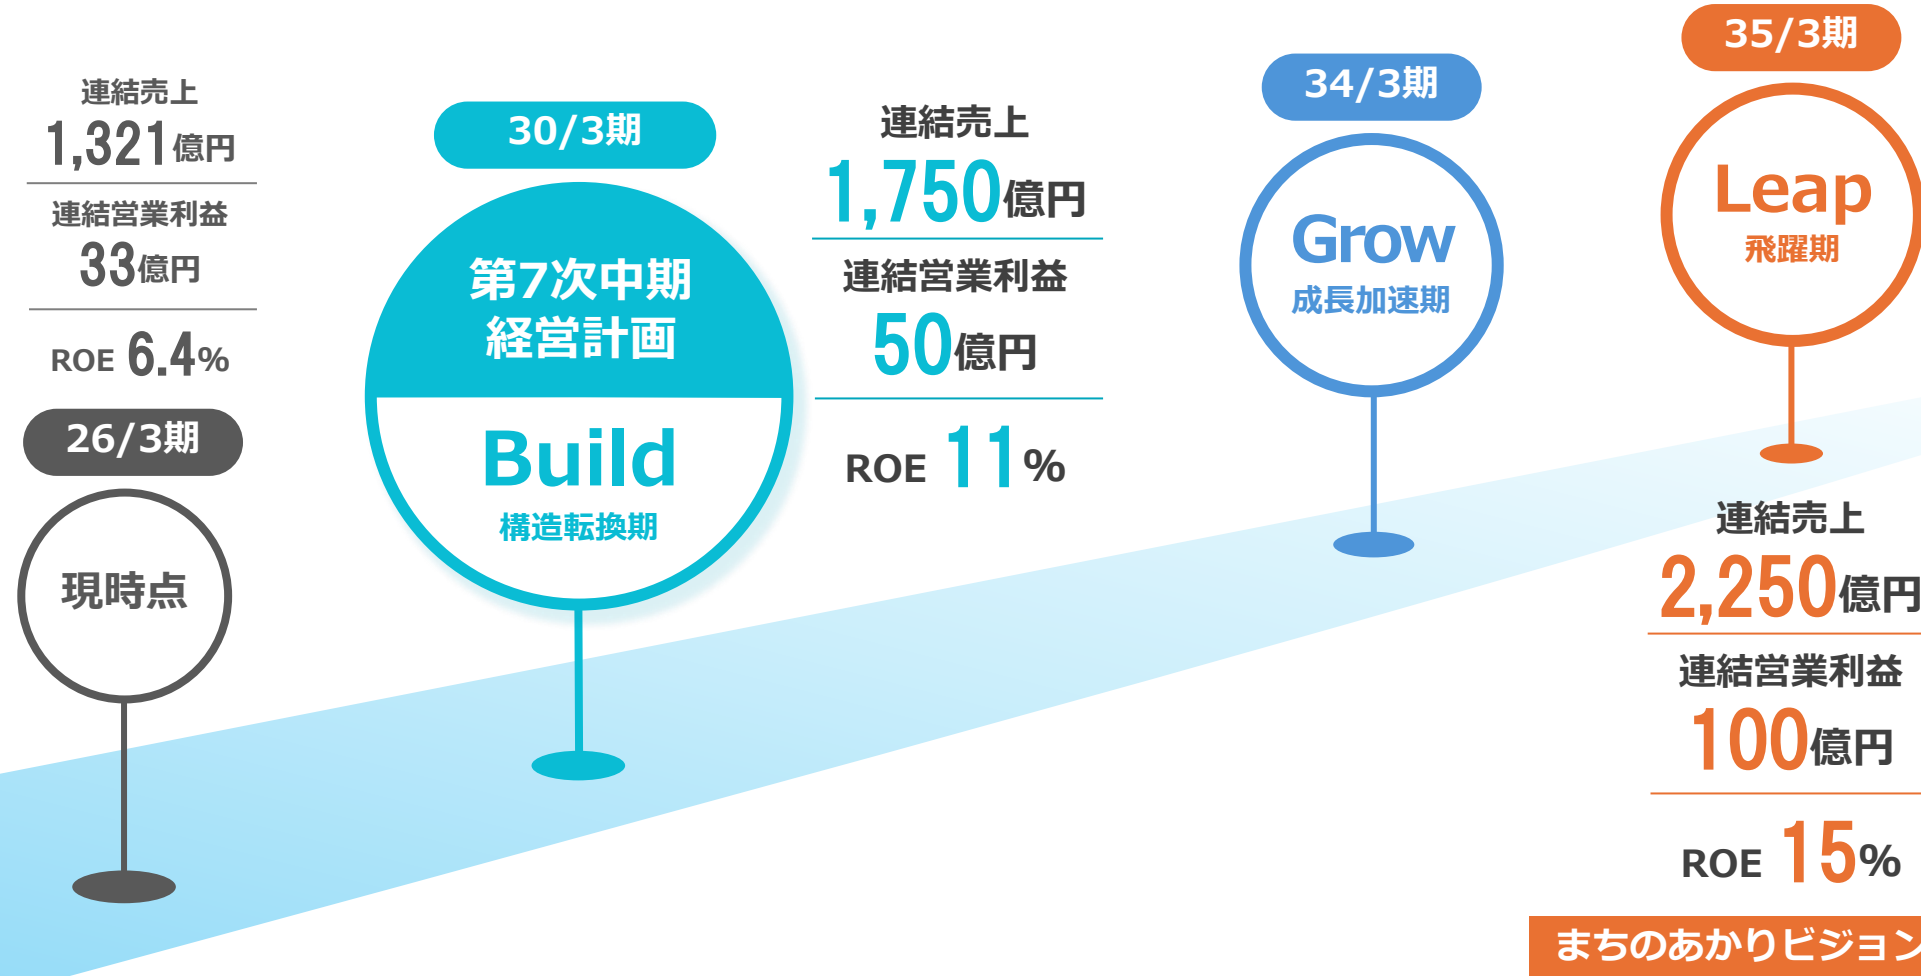 連結売上
1,321億円
連結営業利益
33億円
ROE 6.4%
26/3期
現時点
30/3期
第7次中期
経営計画
Build
構造転換期
連結売上
1,750億円
連結営業利益
50億円
ROE 11%
34/3期
Grow
成長加速期
35/3期
Leap
飛躍期
連結売上
2,250億円
連結営業利益
100億円
ROE 15%
まちのあかりビジョン